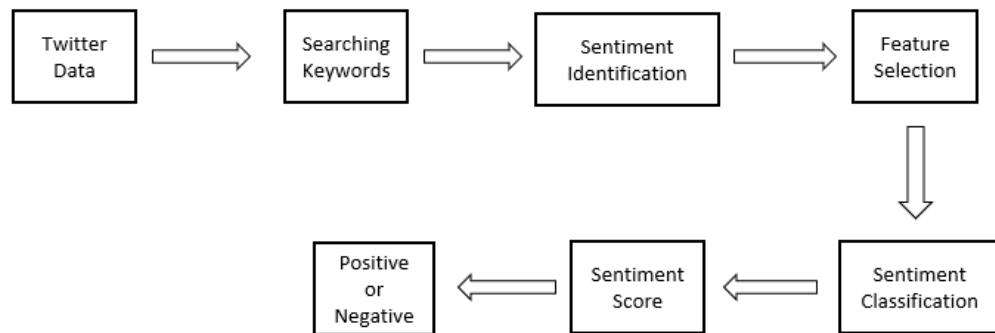 Twitter
Data
Searching
Keywords
Sentiment
Identification
Feature
Selection
Sentiment
Classification
Sentiment
Score
Positive
or
Negative